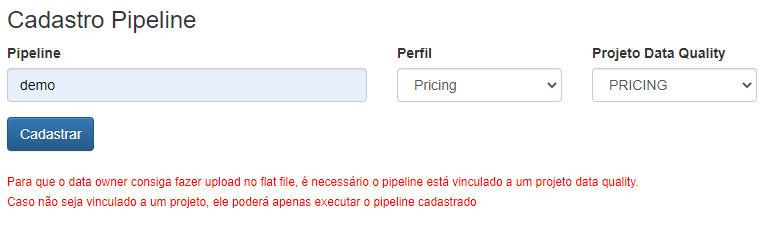 Cadastro Pipeline
Pipeline Perfil Projeto Data Quality
demo Pricing PRICING
Cadastrar
Para que o data owner consiga fazer upload no flat file, é necessário o pipeline está vinculado a um projeto data quality.
Caso não seja vinculado a um projeto, ele poderá apenas executar o pipeline cadastrado